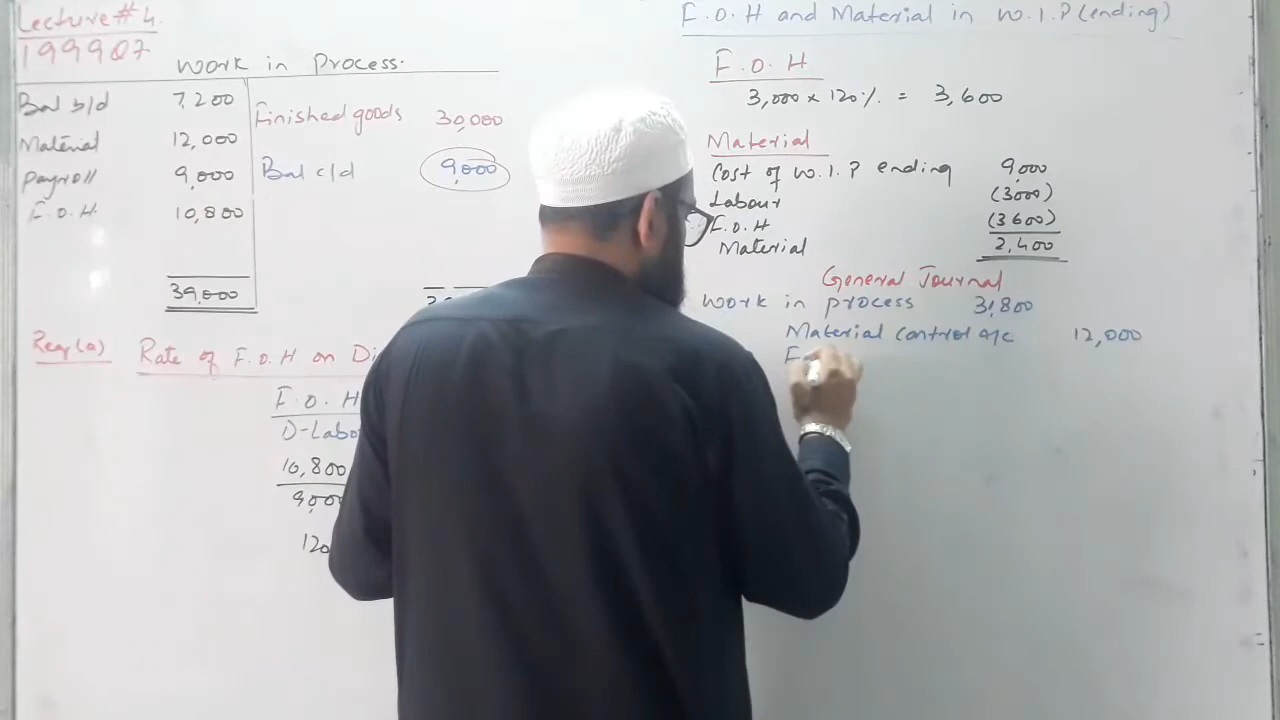 Lecture # 4.
199907
Work in Process.
Bal b/d 7,200
Material 12,000
Payroll 9,000
F.O.H. 10,800
39,000
Finished goods 30,000
Bal c/d 9,000
Req(a) Rate of F.O.H on Di
F.O.H
D-Labo
10,800
9,000
120
F.O.H and Material in W.I.P(ending)
F.O.H
3,000 x 120%. = 3,600
Material
Cost of W.I.P ending 9,000
Labour (3000)
F.O.H (3600)
Material 2,400
General Journal
Work in process 31,800
Material Control a/c 12,000
F